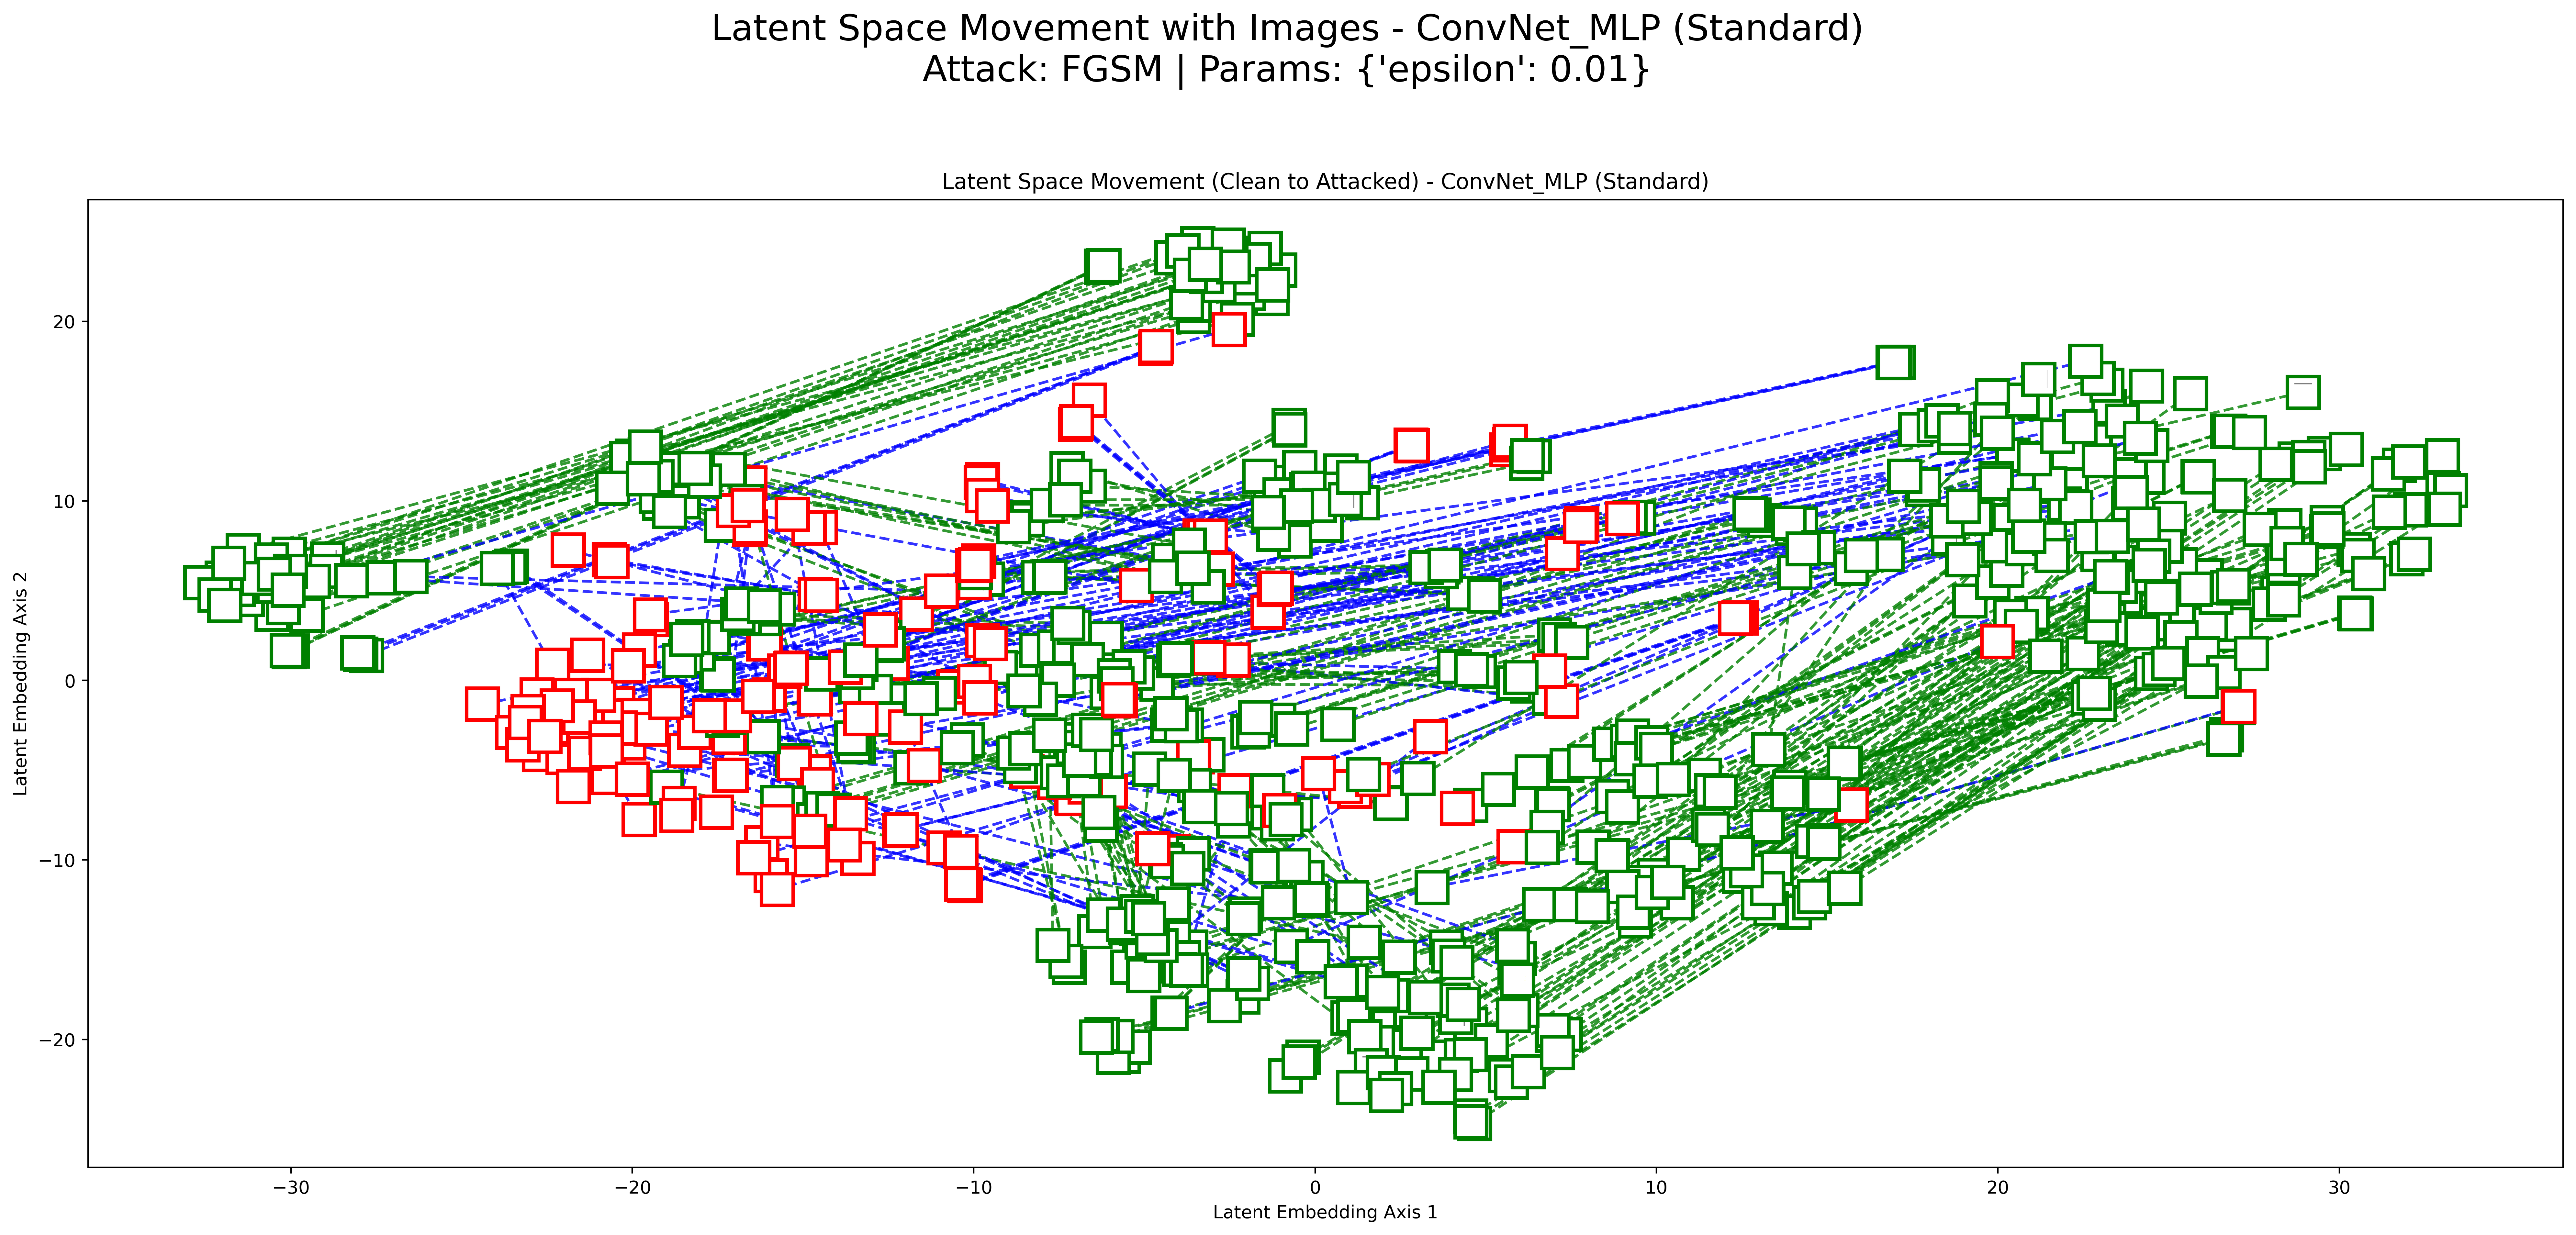 Latent Space Movement with Images - ConvNet_MLP (Standard)
Attack: FGSM | Params: {'epsilon': 0.01}
Latent Space Movement (Clean to Attacked) - ConvNet_MLP (Standard)
Latent Embedding Axis 2
20
10
0
−10
−20
−30
−20
−10
0
10
20
30
Latent Embedding Axis 1